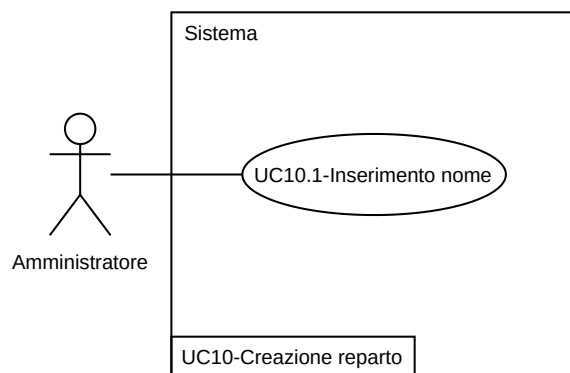 Sistema
UC10.1-Inserimento nome
Amministratore
UC10-Creazione reparto